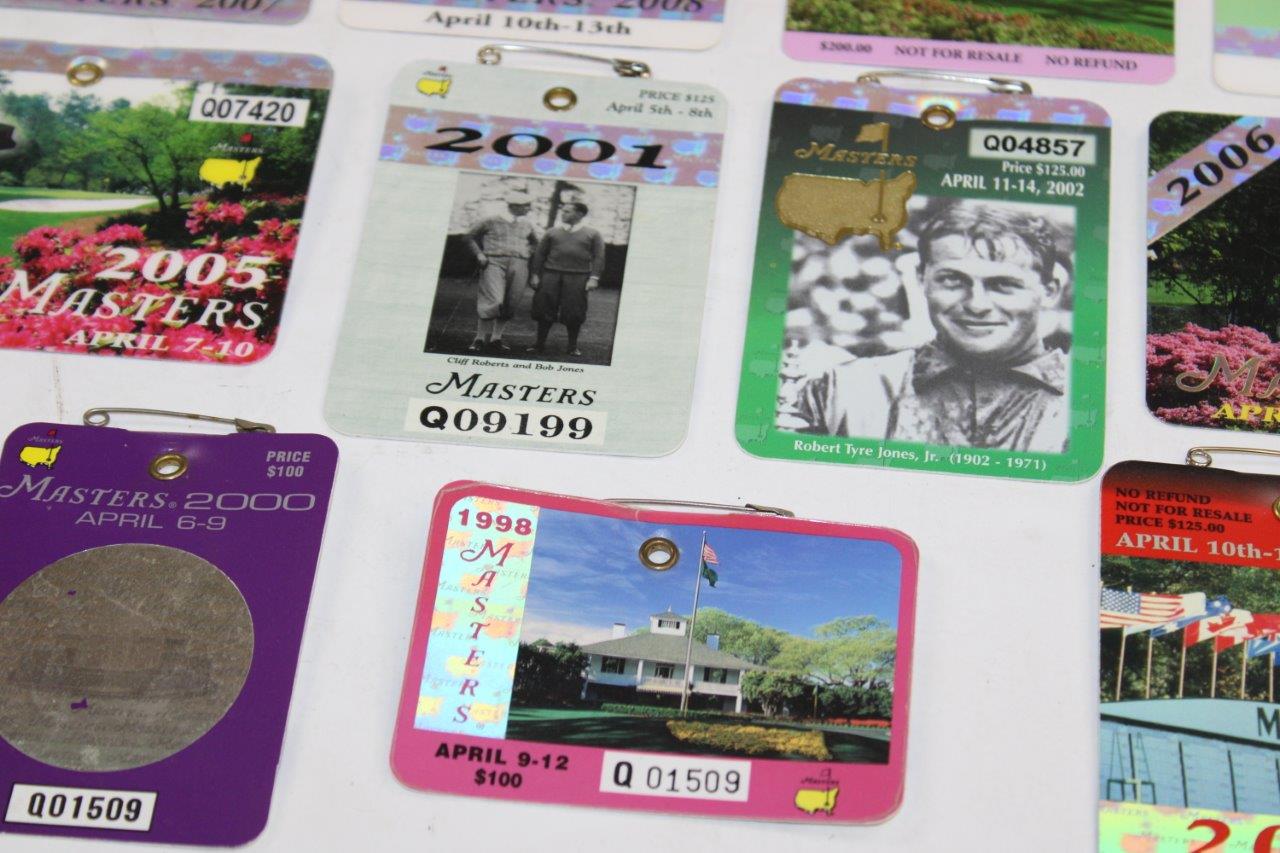 2007
2008
April 10th-13th
$200.00 NOT FOR RESALE NO REFUND
Q07420
MASTERS
2005
MASTERS
APRIL 7-10
PRICE $125
April 5th - 8th
2001
Cliff Roberts and Bob Jones
MASTERS
Q09199
MASTERS
Q04857
Price $125.00
APRIL 11-14, 2002
Robert Tyre Jones, Jr. (1902 - 1971)
2006
PRICE
$100
MASTERS® 2000
APRIL 6-9
Q01509
1998
MASTERS®
APRIL 9-12
$100
Q 01509
MASTERS
NO REFUND
NOT FOR RESALE
PRICE $125.00
APRIL 10th-1
M